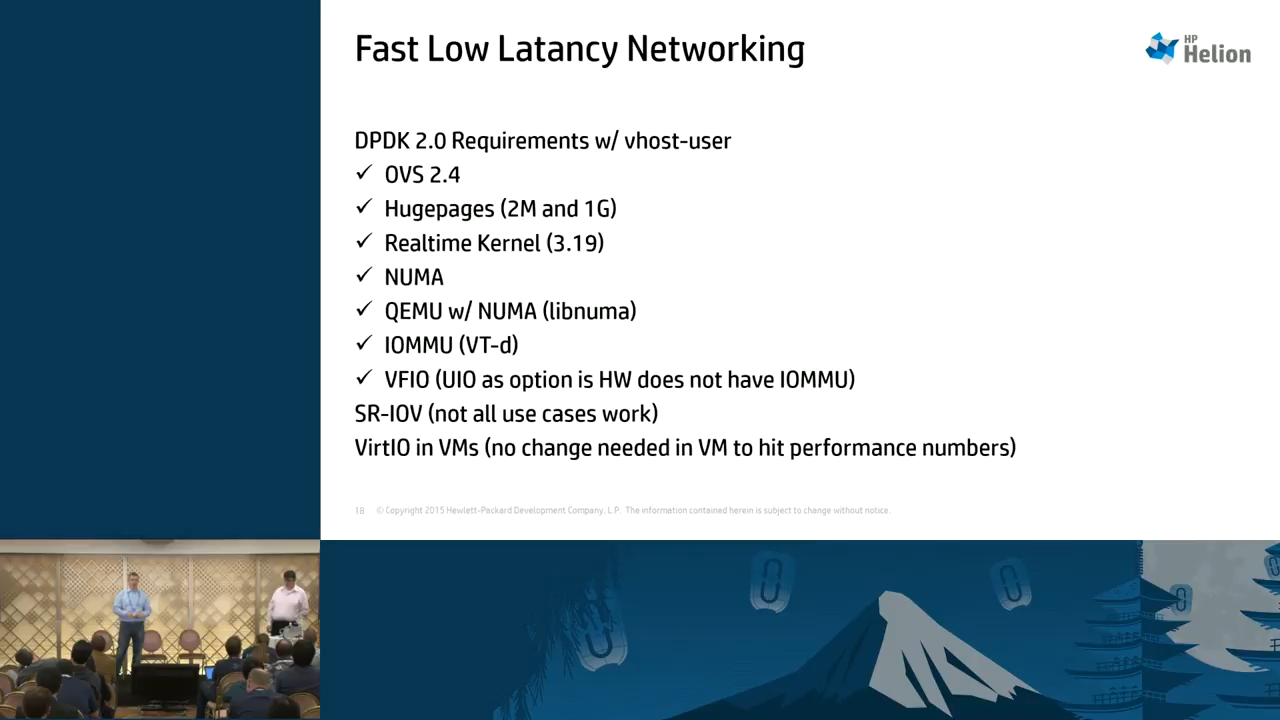 Fast Low Latancy Networking
HP
Helion
DPDK 2.0 Requirements w/ vhost-user
✓ OVS 2.4
✓ Hugepages (2M and 1G)
✓ Realtime Kernel (3.19)
✓ NUMA
✓ QEMU w/ NUMA (libnuma)
✓ IOMMU (VT-d)
✓ VFIO (UIO as option is HW does not have IOMMU)
SR-IOV (not all use cases work)
VirtIO in VMs (no change needed in VM to hit performance numbers)
18 © Copyright 2015 Hewlett-Packard Development Company, L.P. The information contained herein is subject to change without notice.